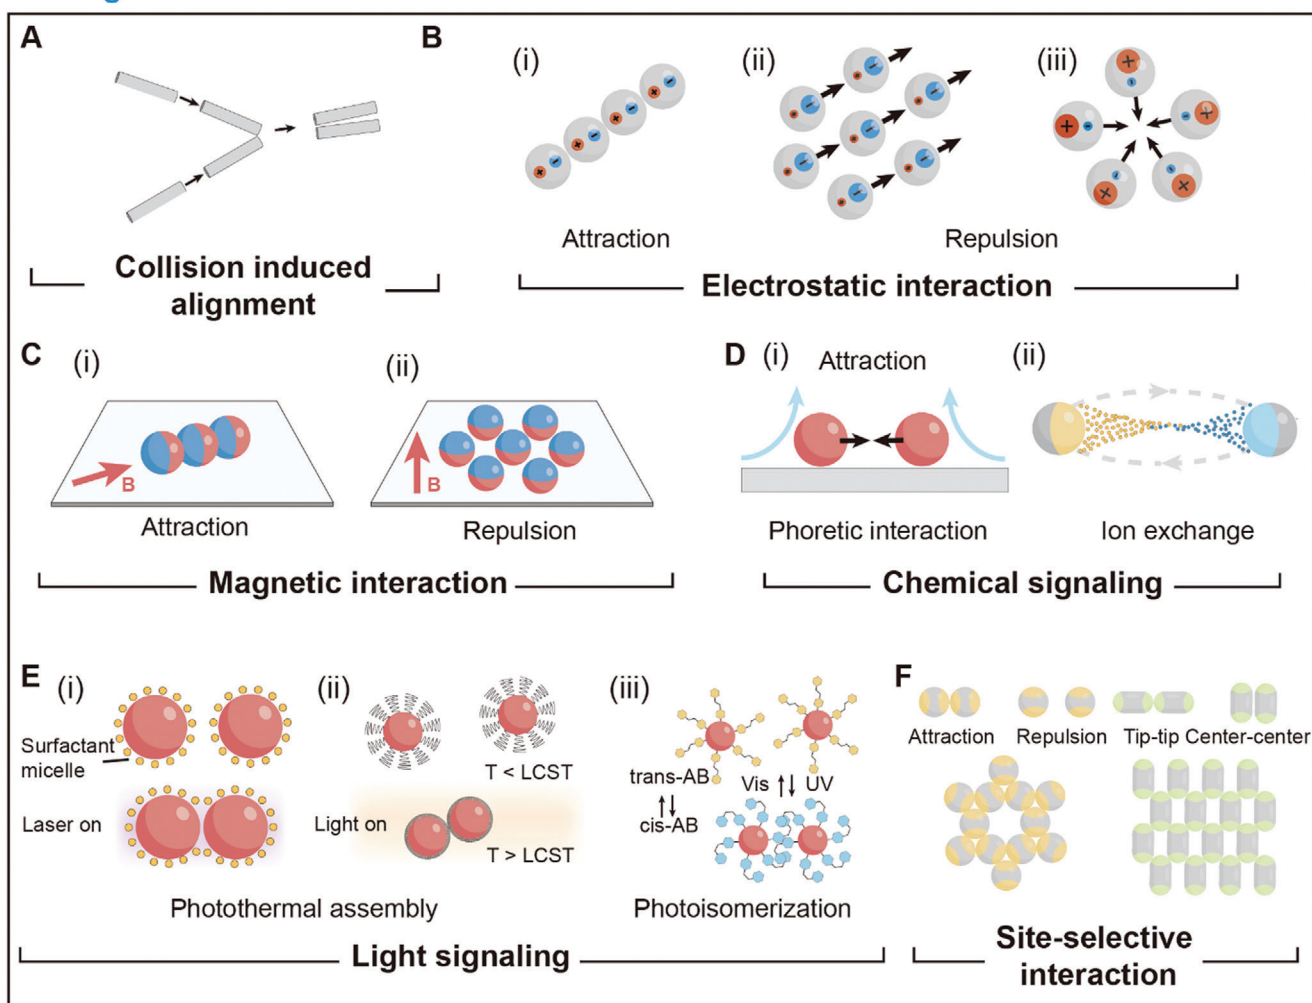 A
B
(i)
(ii)
(iii)
Attraction
Repulsion
Collision induced
alignment
Electrostatic interaction
C
(i)
(ii)
B
B
Attraction
Repulsion
Magnetic interaction
D
(i)
Attraction
(ii)
Phoretic interaction
Ion exchange
Chemical signaling
E
(i)
(ii)
(iii)
Surfactant
micelle
Laser on
T < LCST
Light on
T > LCST
trans-AB
cis-AB
Vis
UV
Photothermal assembly
Photoisomerization
Light signaling
F
Attraction
Repulsion
Tip-tip
Center-center
Site-selective
interaction